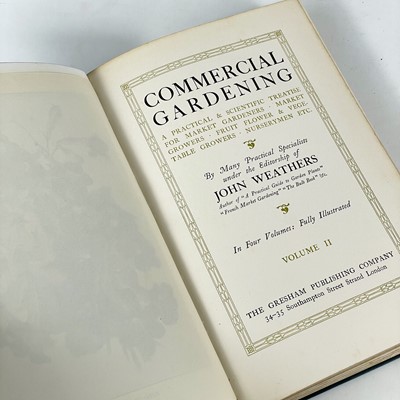 COMMERCIAL
GARDENING
A PRACTICAL & SCIENTIFIC TREATISE
FOR MARKET GARDENERS · MARKET
GROWERS · FRUIT FLOWER & VEGE-
TABLE GROWERS · NURSERYMEN ETC.
By Many Practical Specialists
under the Editorship of
JOHN WEATHERS
Author of "A Practical Guide to Garden Plants"
"French Market Gardening" "The Bulb Book" &c.
In Four Volumes: Fully Illustrated
VOLUME II
THE GRESHAM PUBLISHING COMPANY
34-35 Southampton Street Strand London